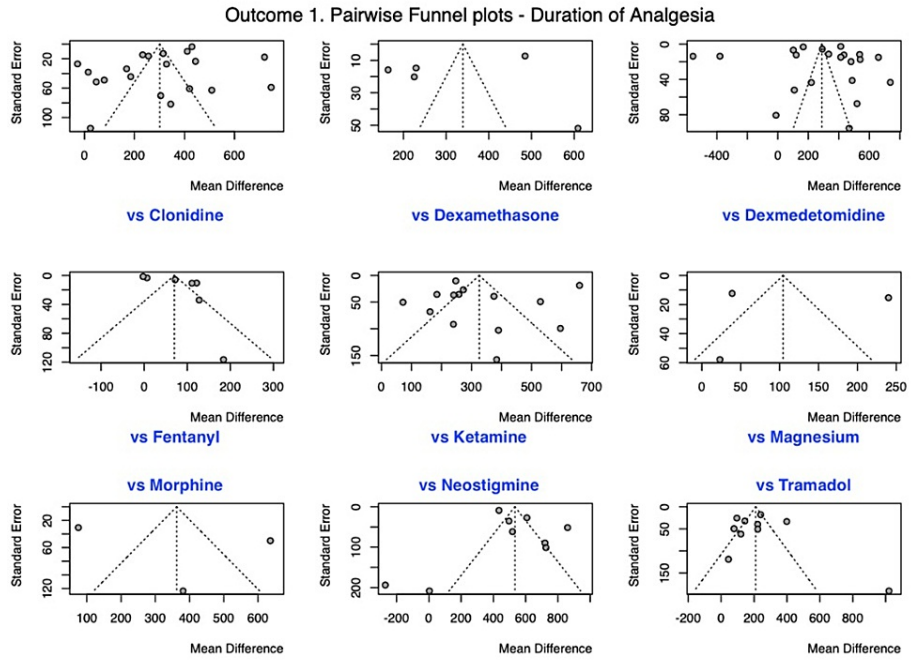 Outcome 1. Pairwise Funnel plots - Duration of Analgesia
Standard Error
20
60
100
0
200
400
600
Mean Difference
vs Clonidine
Standard Error
10
30
50
200
300
400
500
600
Mean Difference
vs Dexamethasone
Standard Error
0
40
80
-400
0
200
400
600
Mean Difference
vs Dexmedetomidine
Standard Error
0
40
80
120
-100
0
100
200
300
Mean Difference
vs Fentanyl
Standard Error
0
50
150
0
100
300
500
700
Mean Difference
vs Ketamine
Standard Error
0
20
40
60
0
50
100
150
200
250
Mean Difference
vs Magnesium
vs Morphine
Standard Error
20
60
120
100
200
300
400
500
600
Mean Difference
vs Neostigmine
Standard Error
0
50
100
200
-200
0
200
400
600
800
Mean Difference
vs Tramadol
Standard Error
0
50
150
-200
0
200
400
600
800
Mean Difference